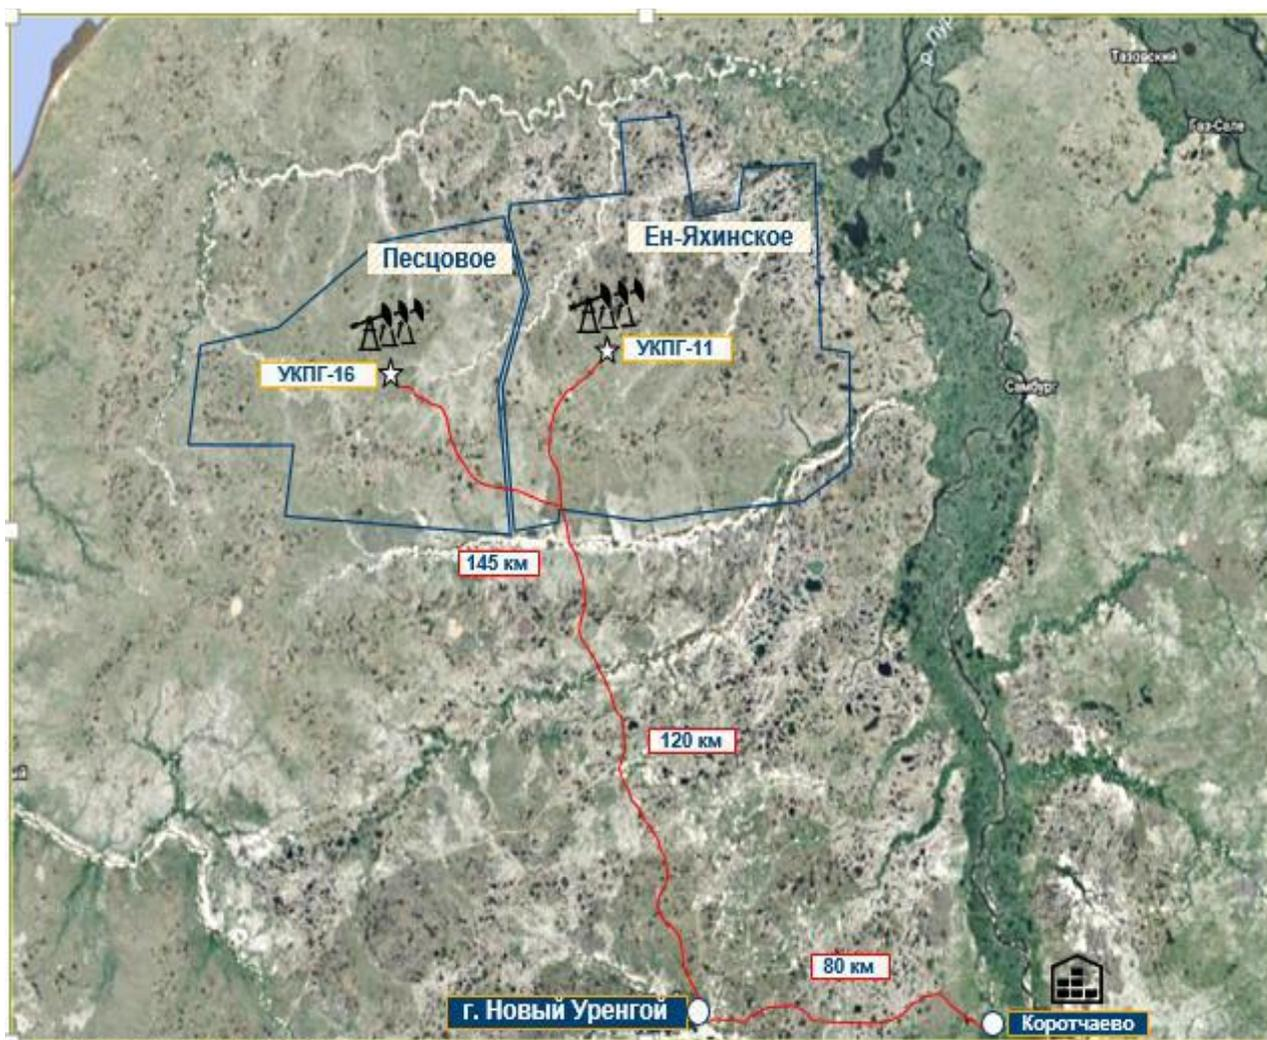 р. Пур
Тазовский
Газ-Сале
Ен-Яхинское
Песцовое
УКПГ-11
УКПГ-16
Самбург
145 км
120 км
80 км
г. Новый Уренгой
Коротчаево